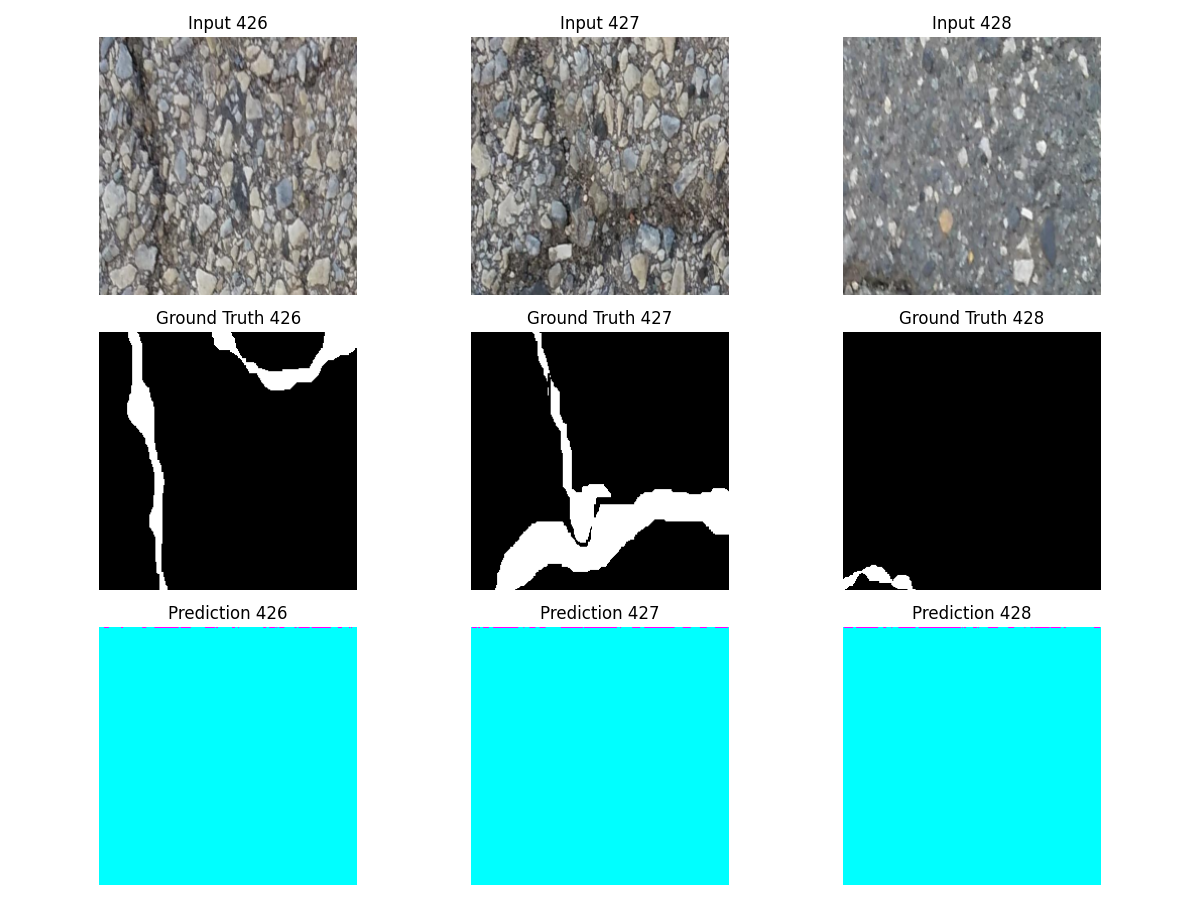 Input 426
Input 427
Input 428
Ground Truth 426
Ground Truth 427
Ground Truth 428
Prediction 426
Prediction 427
Prediction 428